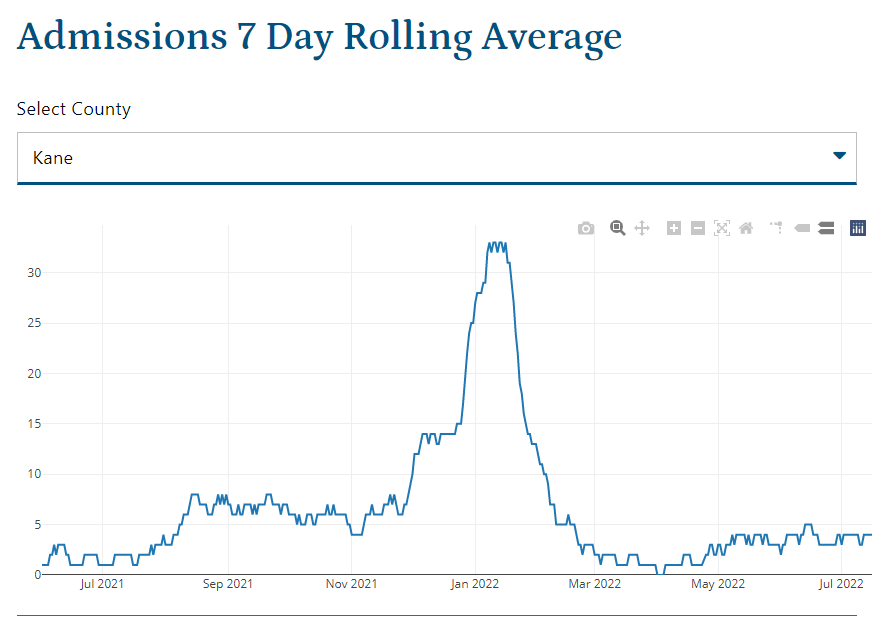 Admissions 7 Day Rolling Average
Select County
Kane
30
25
20
15
10
5
0
Jul 2021 Sep 2021 Nov 2021 Jan 2022 Mar 2022 May 2022 Jul 2022